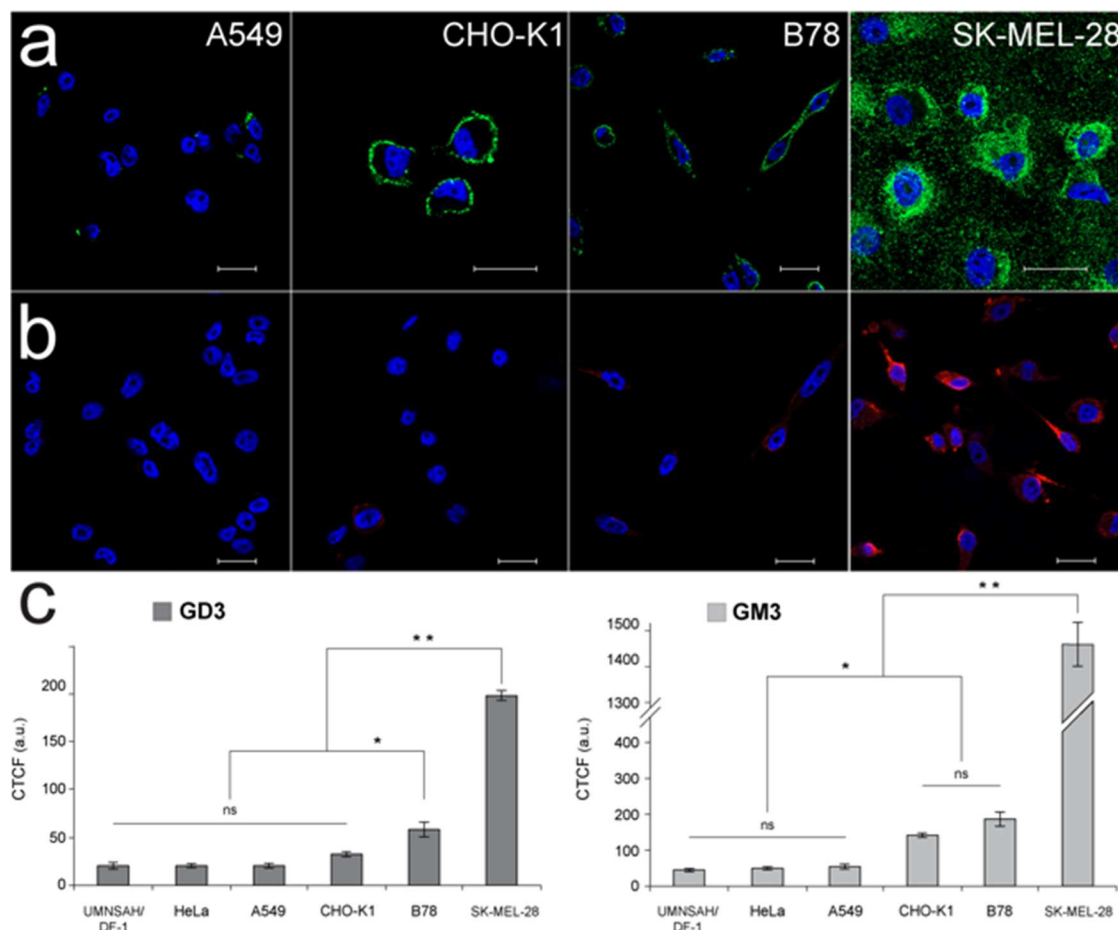 a
A549
CHO-K1
B78
SK-MEL-28
b
c
GD3
**
*
ns
CTCF (a.u.)
200
150
100
50
0
UMNSAH/
DF-1
HeLa
A549
CHO-K1
B78
SK-MEL-28
GM3
**
*
ns
ns
CTCF (a.u.)
1500
1400
1300
400
300
200
100
0
UMNSAH/
DF-1
HeLa
A549
CHO-K1
B78
SK-MEL-28